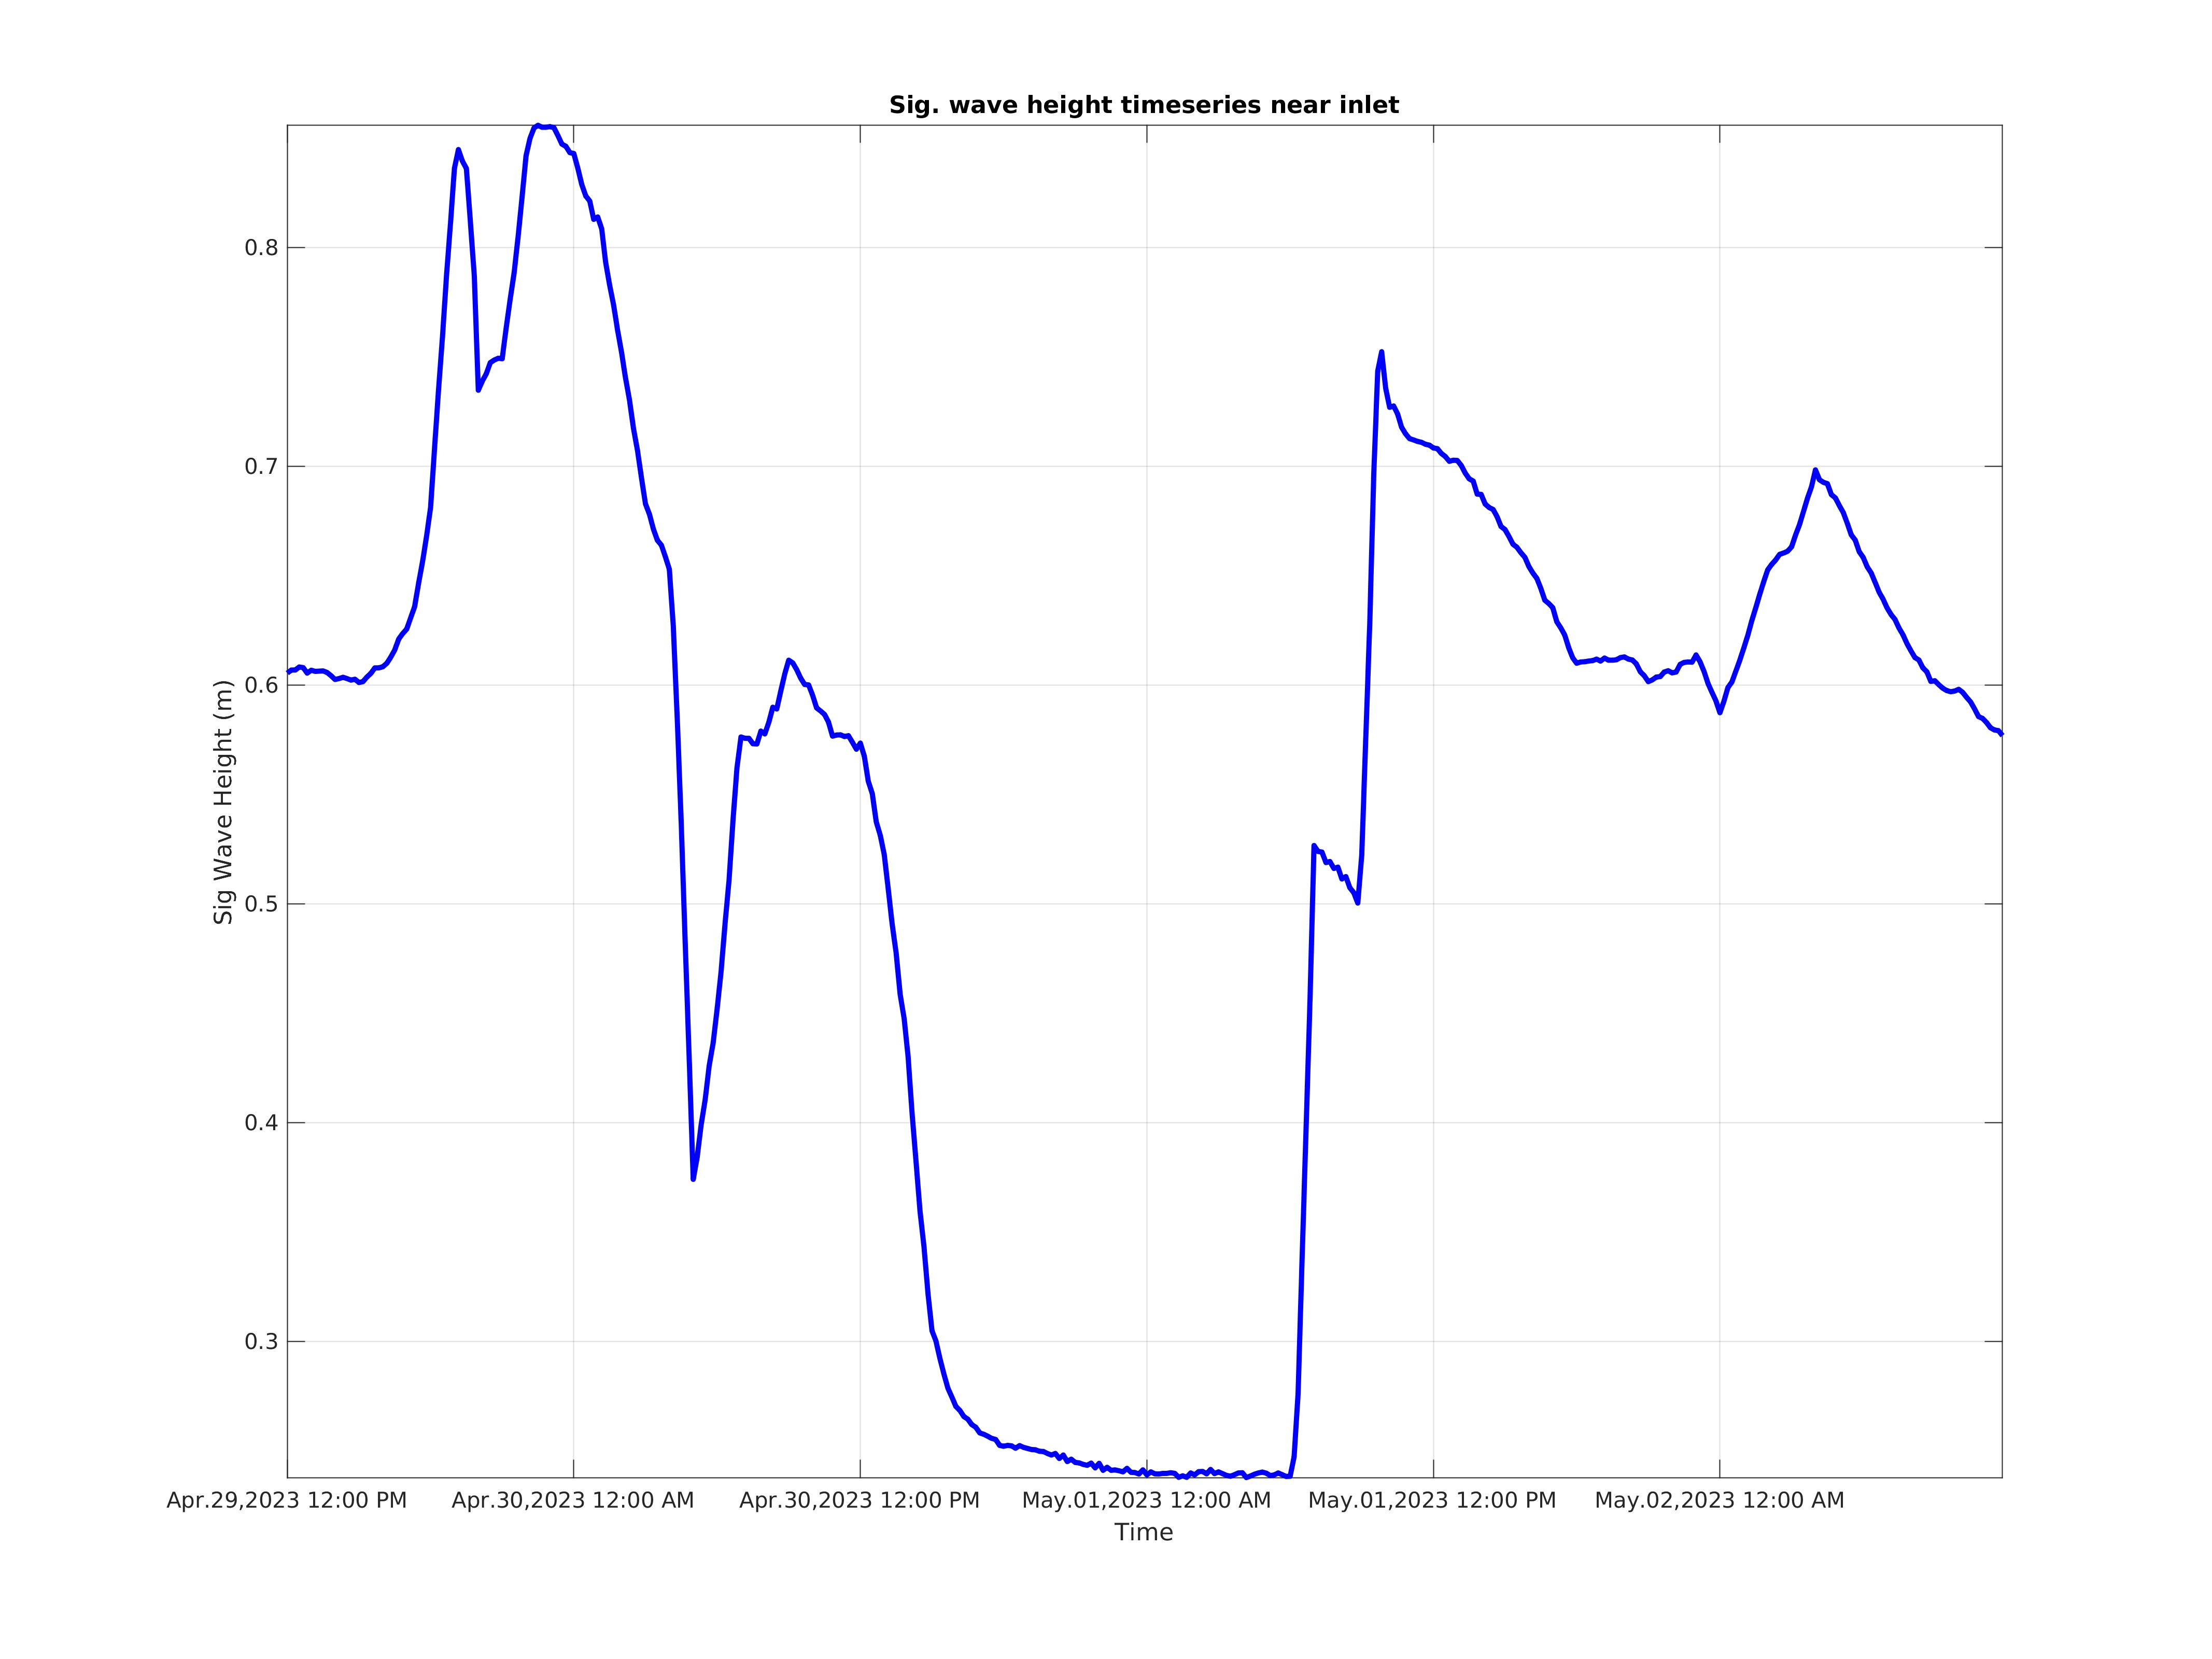 Sig. wave height timeseries near inlet
Sig Wave Height (m)
0.8
0.7
0.6
0.5
0.4
0.3
Apr.29,2023 12:00 PM
Apr.30,2023 12:00 AM
Apr.30,2023 12:00 PM
May.01,2023 12:00 AM
May.01,2023 12:00 PM
May.02,2023 12:00 AM
Time